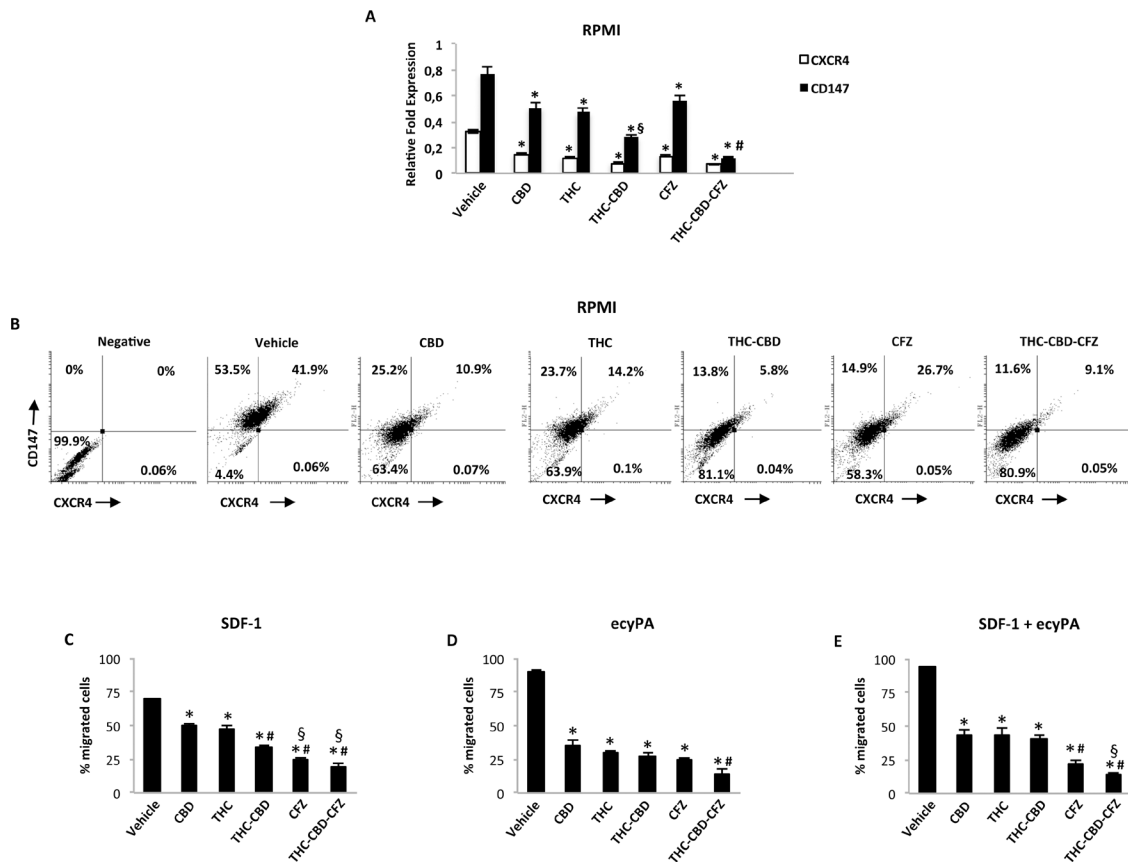 A
RPMI
Relative Fold Expression
1
0,8
0,6
0,4
0,2
0
* * * * * § * * * * #
Vehicle
CBD
THC
THC-CBD
CFZ
THC-CBD-CFZ
CXCR4
CD147
B
RPMI
CD147
Negative
0% 0%
99.9% 0.06%
CXCR4
Vehicle
53.5% 41.9%
4.4% 0.06%
CXCR4
CBD
25.2% 10.9%
FL2-H
63.4% 0.07%
CXCR4
THC
23.7% 14.2%
FL2-H
63.9% 0.1%
CXCR4
THC-CBD
13.8% 5.8%
FL2-H
81.1% 0.04%
CXCR4
CFZ
14.9% 26.7%
FL2-H
58.3% 0.05%
CXCR4
THC-CBD-CFZ
11.6% 9.1%
FL2-H
80.9% 0.05%
CXCR4
C
SDF-1
% migrated cells
100
75
50
25
0
* * *# § *# § *#
Vehicle
CBD
THC
THC-CBD
CFZ
THC-CBD-CFZ
D
ecyPA
% migrated cells
100
75
50
25
0
* * * * *#
Vehicle
CBD
THC
THC-CBD
CFZ
THC-CBD-CFZ
E
SDF-1 + ecyPA
% migrated cells
100
75
50
25
0
* * * *# § *#
Vehicle
CBD
THC
THC-CBD
CFZ
THC-CBD-CFZ